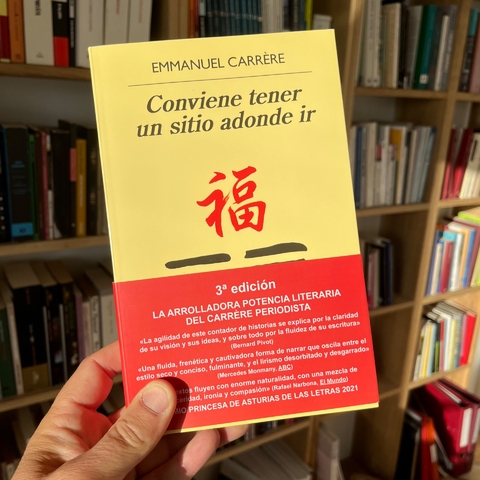 EMMANUEL CARRÈRE
Conviene tener
un sitio adonde ir
福
3ª edición
LA ARROLLADORA POTENCIA LITERARIA
DEL CARRÈRE PERIODISTA
«La agilidad de este contador de historias se explica por la claridad
de su visión y sus ideas, y sobre todo por la fluidez de su escritura»
(Bernard Pivot)
«Una fluida, frenética y cautivadora forma de narrar que oscila entre el
estilo seco y conciso, fulminante, y el lirismo desorbitado y desgarrado»
(Mercedes Monmany, ABC)
fluyen con enorme naturalidad, con una mezcla de
ironía y compasión» (Rafael Narbona, El Mundo)
PRINCESA DE ASTURIAS DE LAS LETRAS 2021